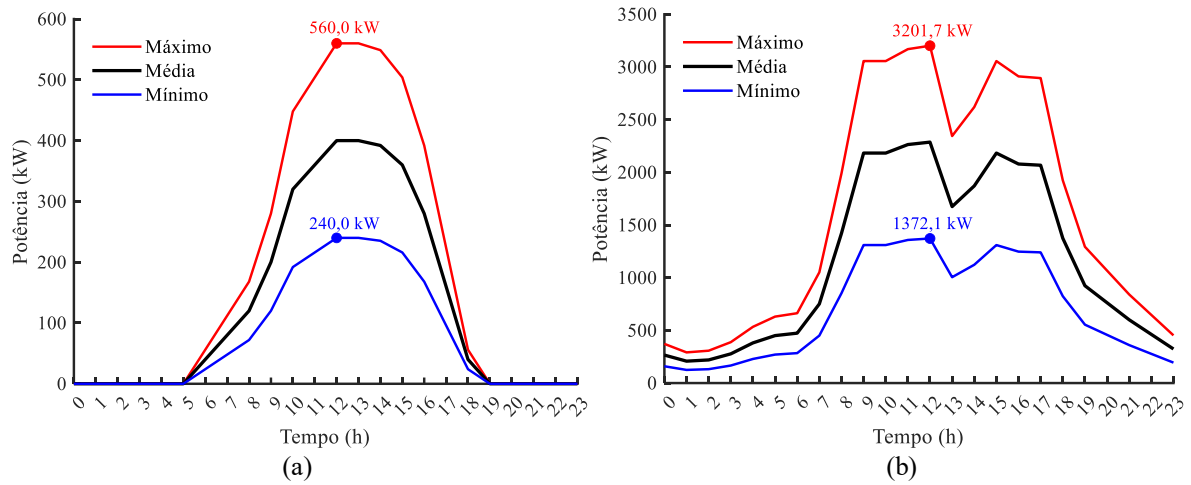 600
500
400
300
200
100
0
Potência (kW)
Máximo
Média
Mínimo
560,0 kW
240,0 kW
0 1 2 3 4 5 6 7 8 9 10 11 12 13 14 15 16 17 18 19 20 21 22 23
Tempo (h)
(a)
3500
3000
2500
2000
1500
1000
500
0
Potência (kW)
Máximo
Média
Mínimo
3201,7 kW
1372,1 kW
0 1 2 3 4 5 6 7 8 9 10 11 12 13 14 15 16 17 18 19 20 21 22 23
Tempo (h)
(b)